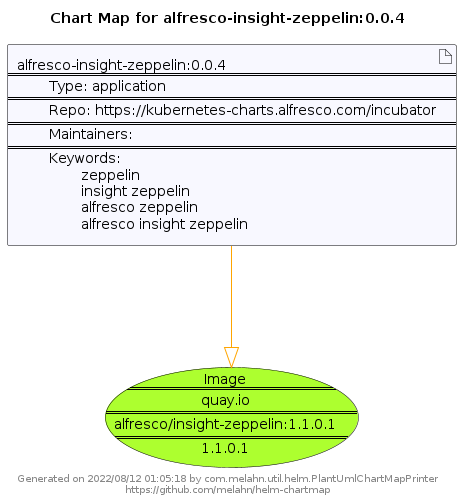 Chart Map for alfresco-insight-zeppelin:0.0.4
alfresco-insight-zeppelin:0.0.4
Type: application
Repo: https://kubernetes-charts.alfresco.com/incubator
Maintainers:
Keywords:
zeppelin
insight zeppelin
alfresco zeppelin
alfresco insight zeppelin
Image
quay.io
alfresco/insight-zeppelin:1.1.0.1
1.1.0.1
Generated on 2022/08/12 01:05:18 by com.melahn.util.helm.PlantUmlChartMapPrinter
https://github.com/melahn/helm-chartmap